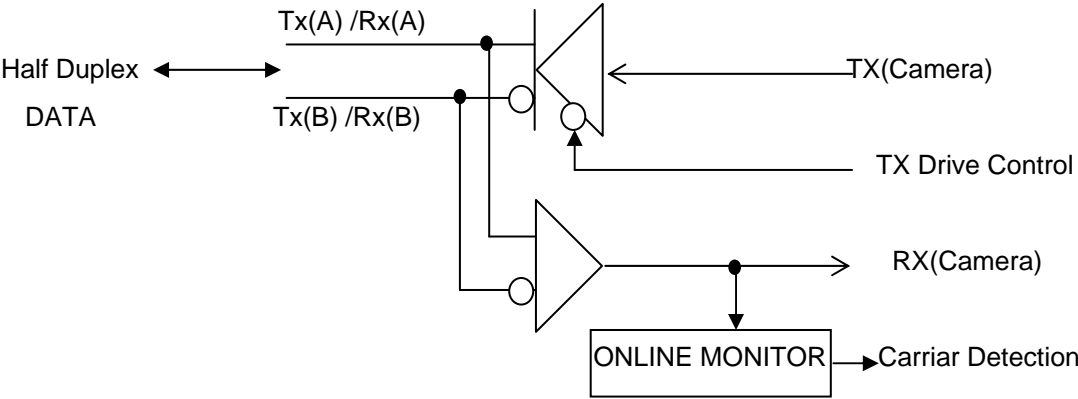 Tx(A) /Rx(A)
Half Duplex
DATA
Tx(B) /Rx(B)
TX(Camera)
TX Drive Control
RX(Camera)
ONLINE MONITOR
Carriar Detection